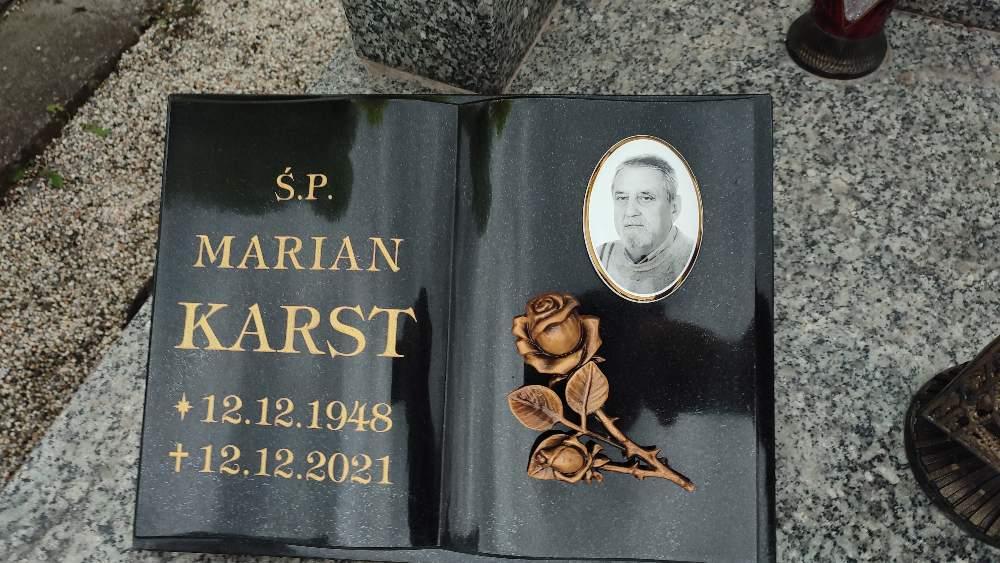 Ś.P.
MARIAN
KARST
* 12.12.1948
† 12.12.2021